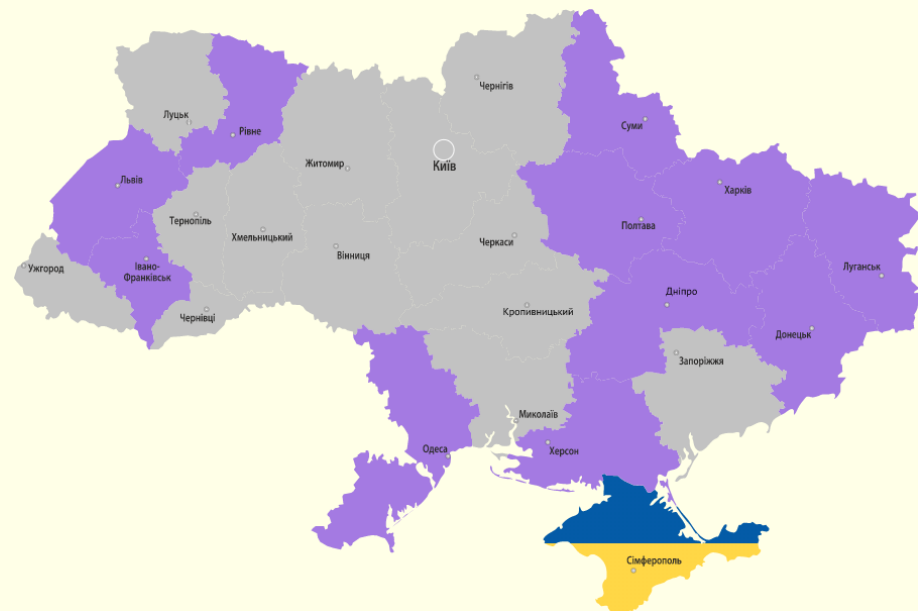 Чернігів
Луцьк
Суми
Рівне
Київ
Житомир
Харків
Львів
Тернопіль
Полтава
Хмельницький
Черкаси
Вінниця
Ужгород
Івано-
Франківськ
Луганськ
Дніпро
Кропивницький
Чернівці
Донецьк
Запоріжжя
Миколаїв
Одеса
Херсон
Сімферополь